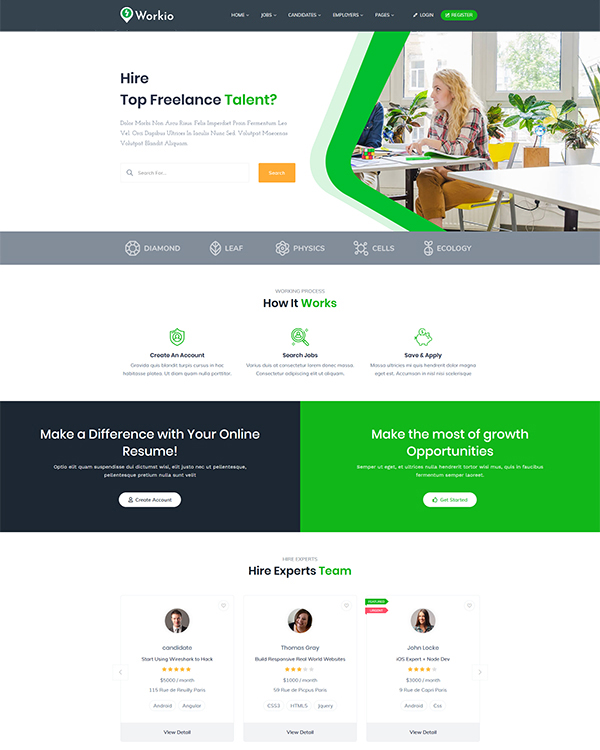 Workio
HOME JOBS CANDIDATES EMPLOYERS PAGES LOGIN REGISTER
Hire
Top Freelance Talent?
Dolor Morbi Non Arcu Risus. Felis Imperdiet Proin Fermentum Leo
Vel. Orci Dapibus Ultrices In Iaculis Nunc Sed. Volutpat Maecenas
Volutpat Blandit Aliquam.
Search For...
Search
DIAMOND LEAF PHYSICS CELLS ECOLOGY
WORKING PROCESS
How It Works
Create An Account
Gravida quis blandit turpis cursus in hac
habitasse platea. Ut diam quam nulla porttitor.
Search Jobs
Varius duis at consectetur lorem donec massa.
Consectetur adipiscing elit ut aliquam.
Save & Apply
Massa ultricies mi quis hendrerit dolor magna
eget est. Accumsan in nisl nisi scelerisque
Make a Difference with Your Online
Resume!
Optio elit quam suspendisse dui dictumst wisi, elit justo nec ut pellentesque,
pellentesque pretium nulla sunt velit
Create Account
Make the most of growth
Opportunities
Semper ut eget, et ultrices nulla hendrerit tortor wisi mus, quis in faucibus
fermentum semper laoreet.
Get Started
HIRE EXPERTS
Hire Experts Team
candidate
Start Using Wireshark to Hack
$5000 / month
115 Rue de Reuilly Paris
Android Angular
View Detail
Thomas Gray
Build Responsive Real World Websites
$1000 / month
59 Rue de Picpus Paris
CSS3 HTML5 Jquery
View Detail
FEATURED
URGENT
John Locke
iOS Expert + Node Dev
$3000 / month
9 Rue de Capri Paris
Android Css
View Detail